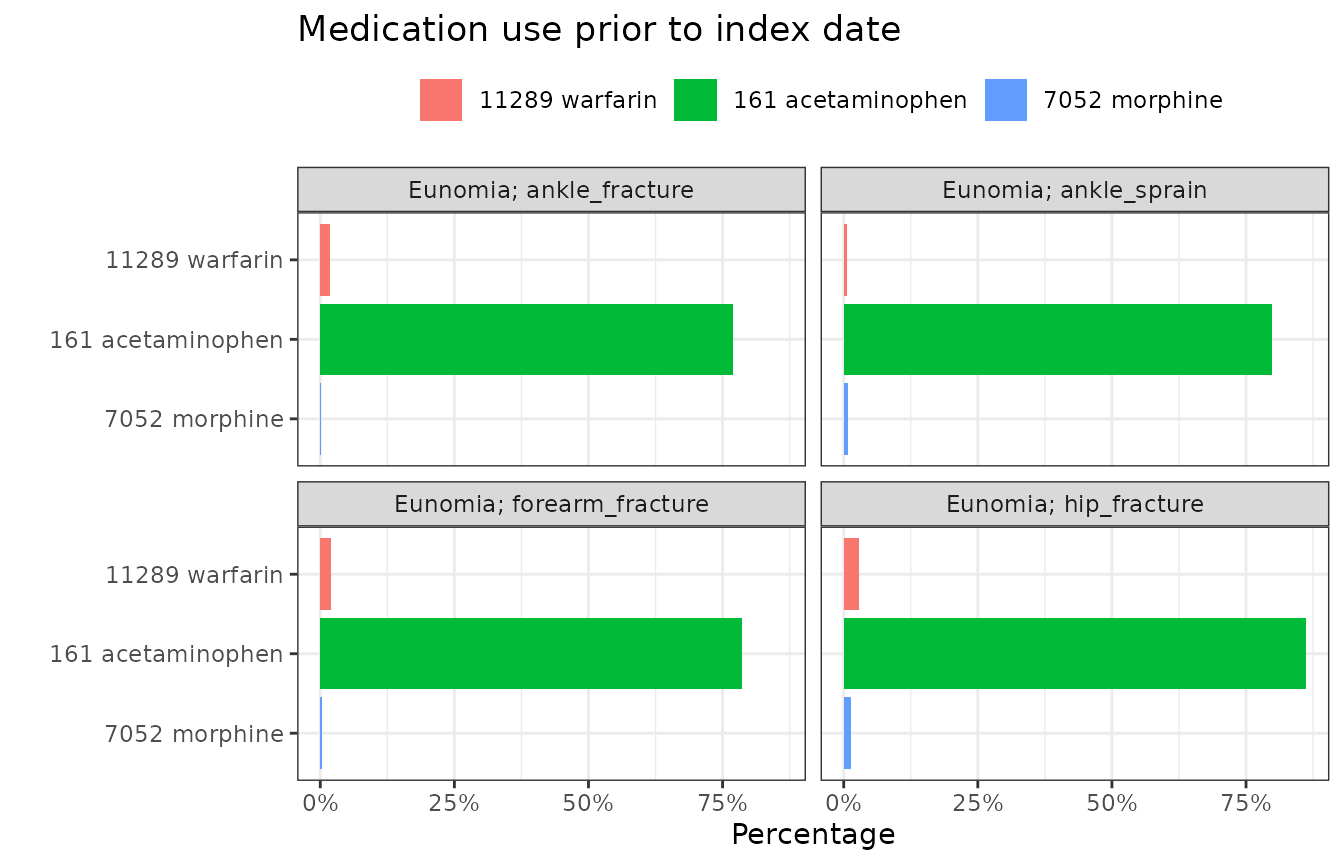 Medication use prior to index date
11289 warfarin 161 acetaminophen 7052 morphine
Eunomia; ankle_fracture Eunomia; ankle_sprain
11289 warfarin
161 acetaminophen
7052 morphine
Eunomia; forearm_fracture Eunomia; hip_fracture
11289 warfarin
161 acetaminophen
7052 morphine
0% 25% 50% 75% 0% 25% 50% 75%
Percentage